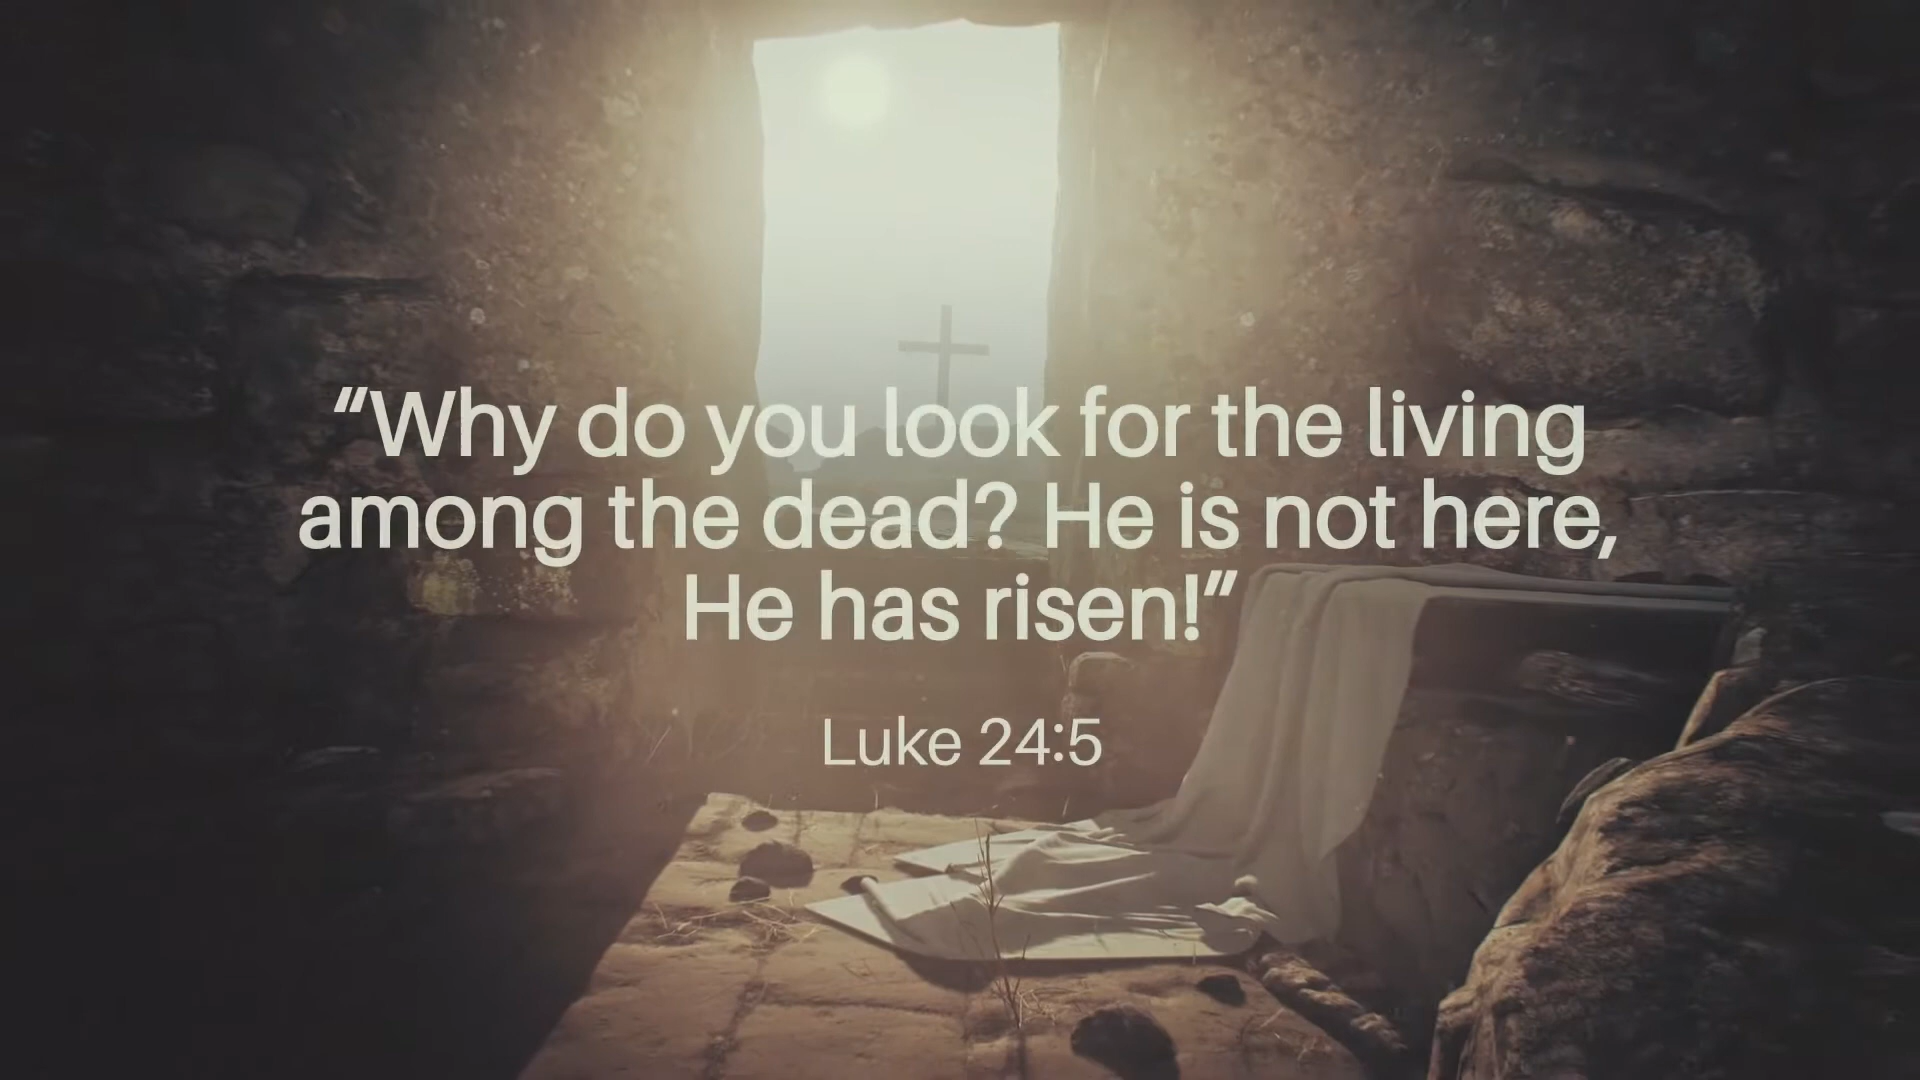 “Why do you look for the living
among the dead? He is not here,
He has risen!”
Luke 24:5